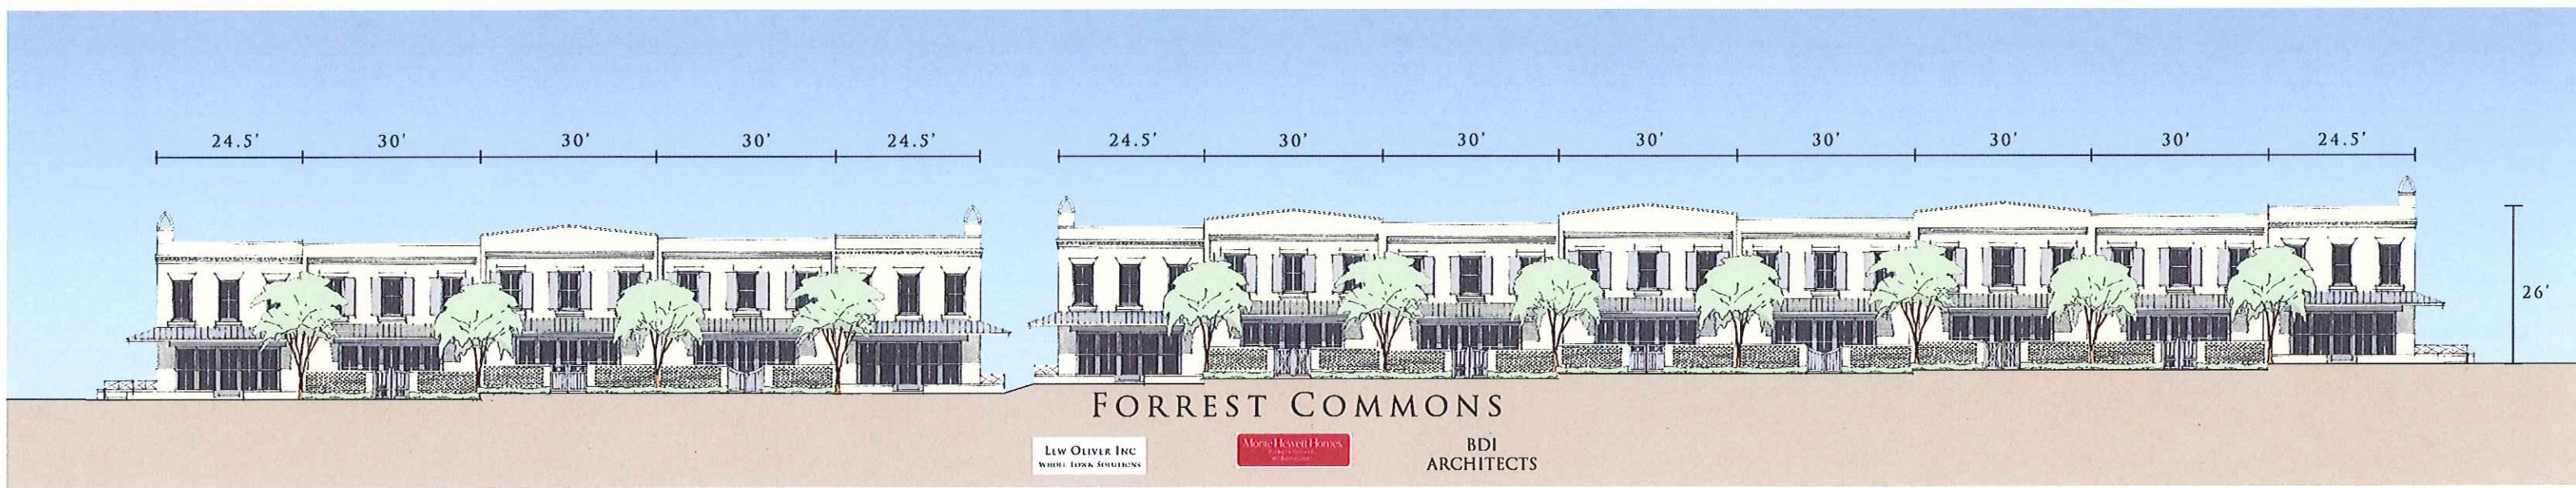 24.5' 30' 30' 30' 24.5' 24.5' 30' 30' 30' 30' 30' 30' 24.5'
26'
FORREST COMMONS
LEW OLIVER INC
WHOLE TOWN SOLUTIONS
Monte Hewett Homes
BDI
ARCHITECTS